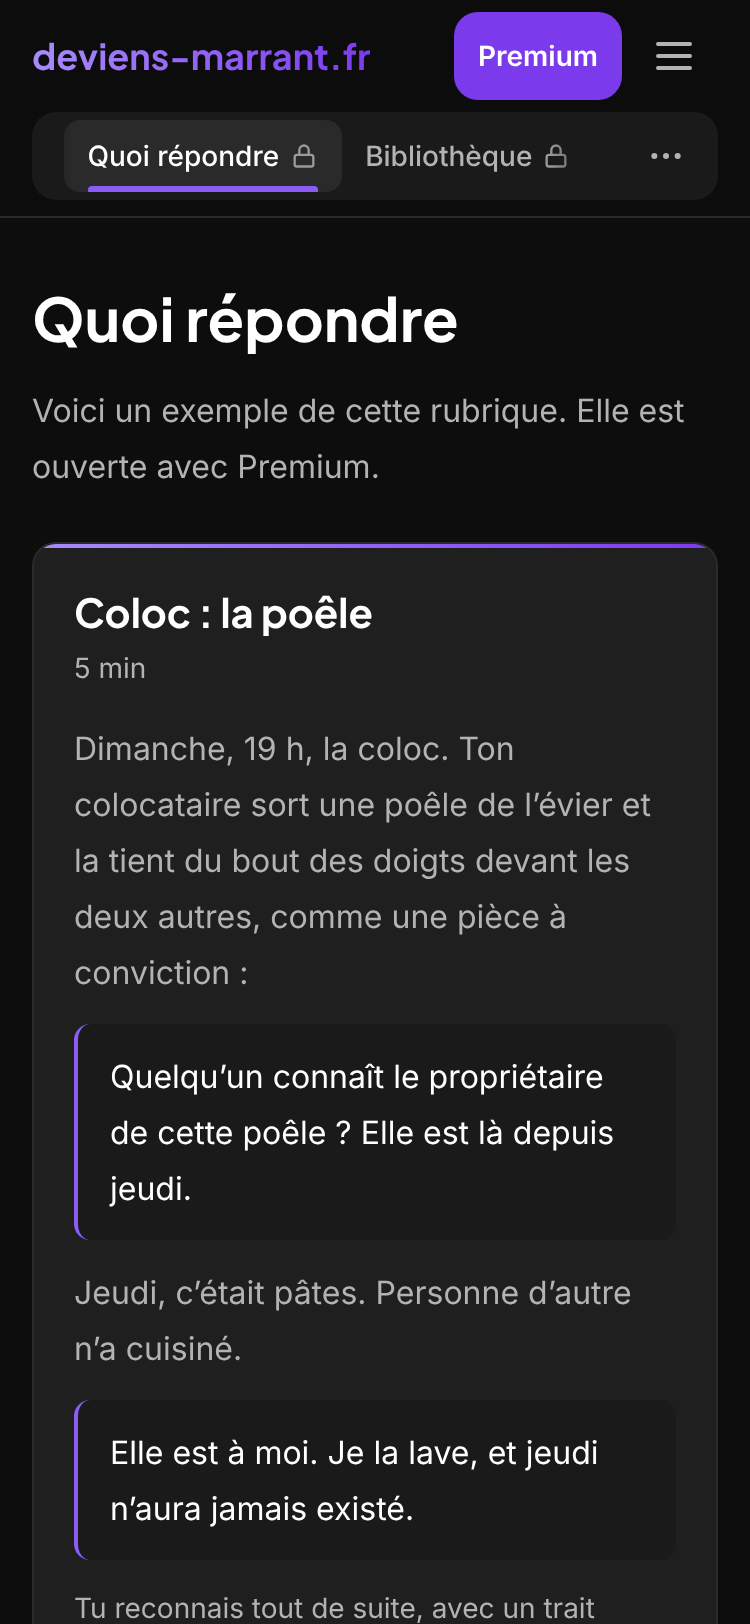 deviens-marrant.fr
Premium
Quoi répondre
Bibliothèque
Quoi répondre
Voici un exemple de cette rubrique. Elle est
ouverte avec Premium.
Coloc : la poêle
5 min
Dimanche, 19 h, la coloc. Ton
colocataire sort une poêle de l’évier et
la tient du bout des doigts devant les
deux autres, comme une pièce à
conviction :
Quelqu’un connaît le propriétaire
de cette poêle ? Elle est là depuis
jeudi.
Jeudi, c’était pâtes. Personne d’autre
n’a cuisiné.
Elle est à moi. Je la lave, et jeudi
n’aura jamais existé.
Tu reconnais tout de suite, avec un trait